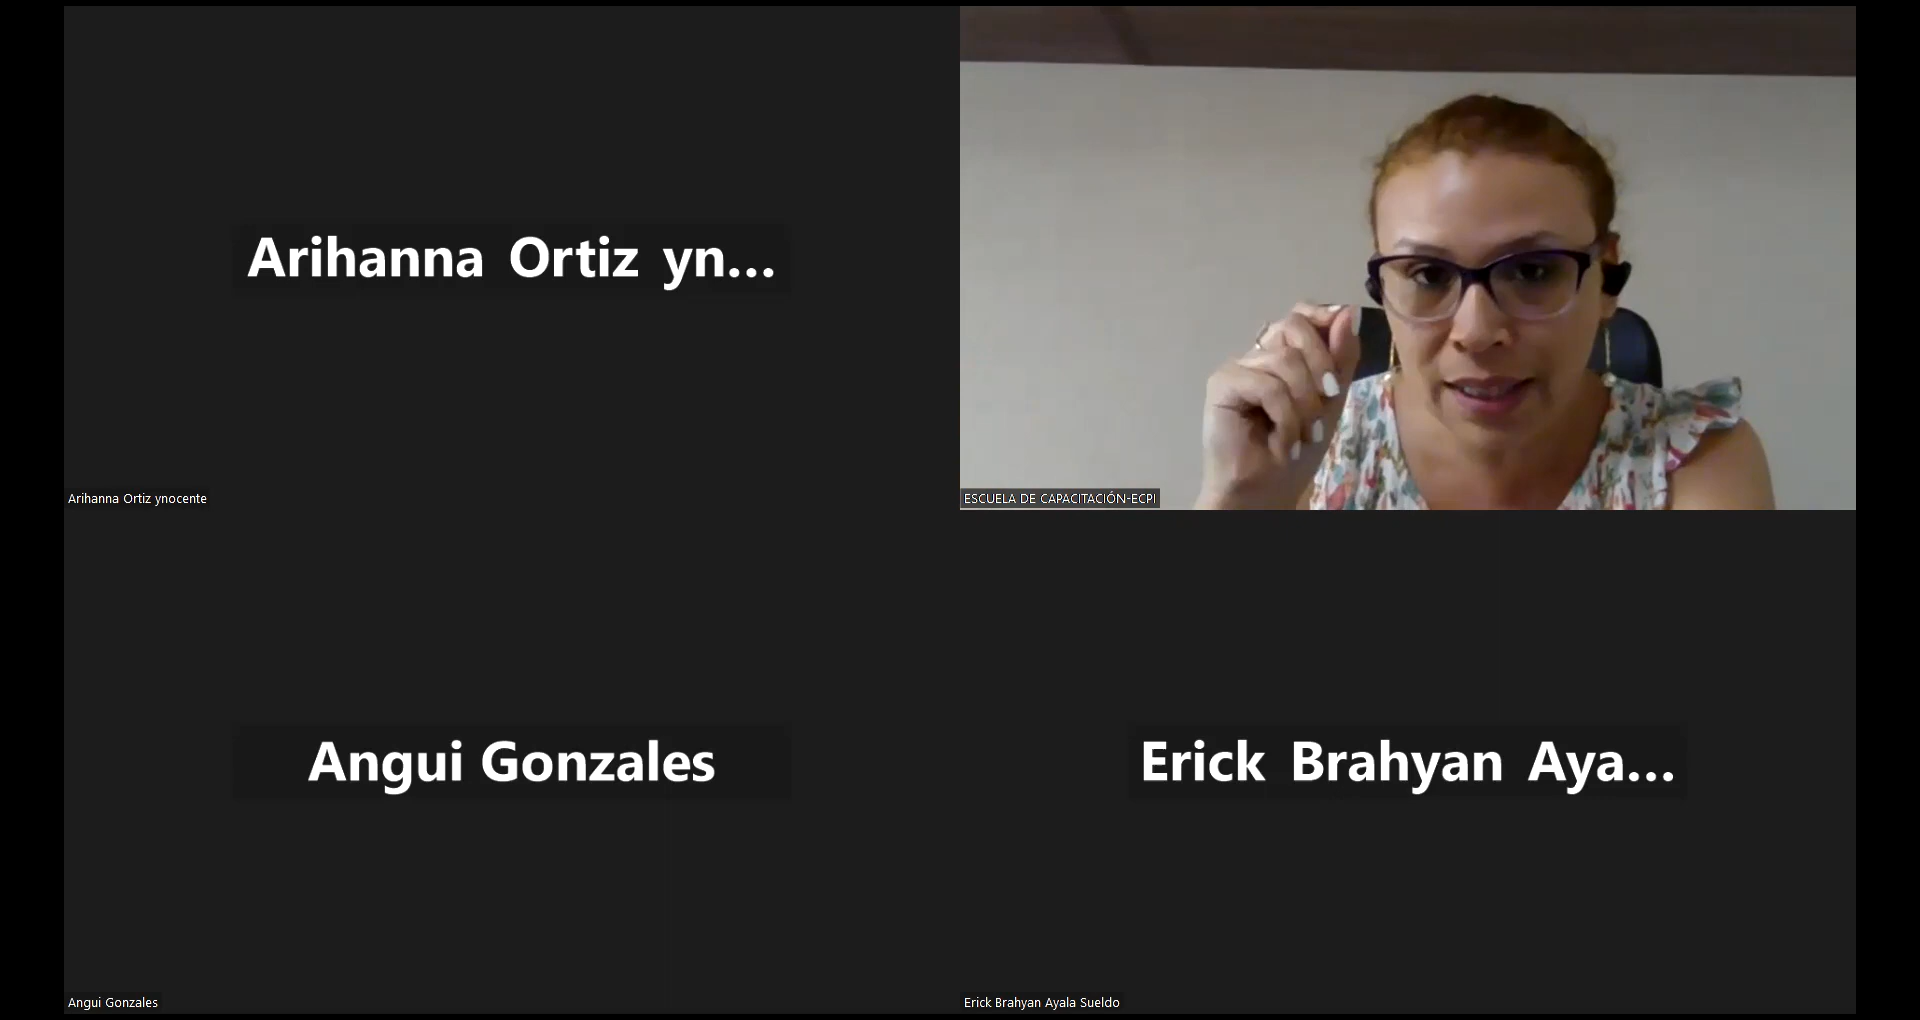 Arihanna Ortiz yn...
Arihanna Ortiz ynocente
ESCUELA DE CAPACITACIÓN-ECPI
Angui Gonzales
Erick Brahyan Aya...
Angui Gonzales
Erick Brahyan Ayala Sueldo